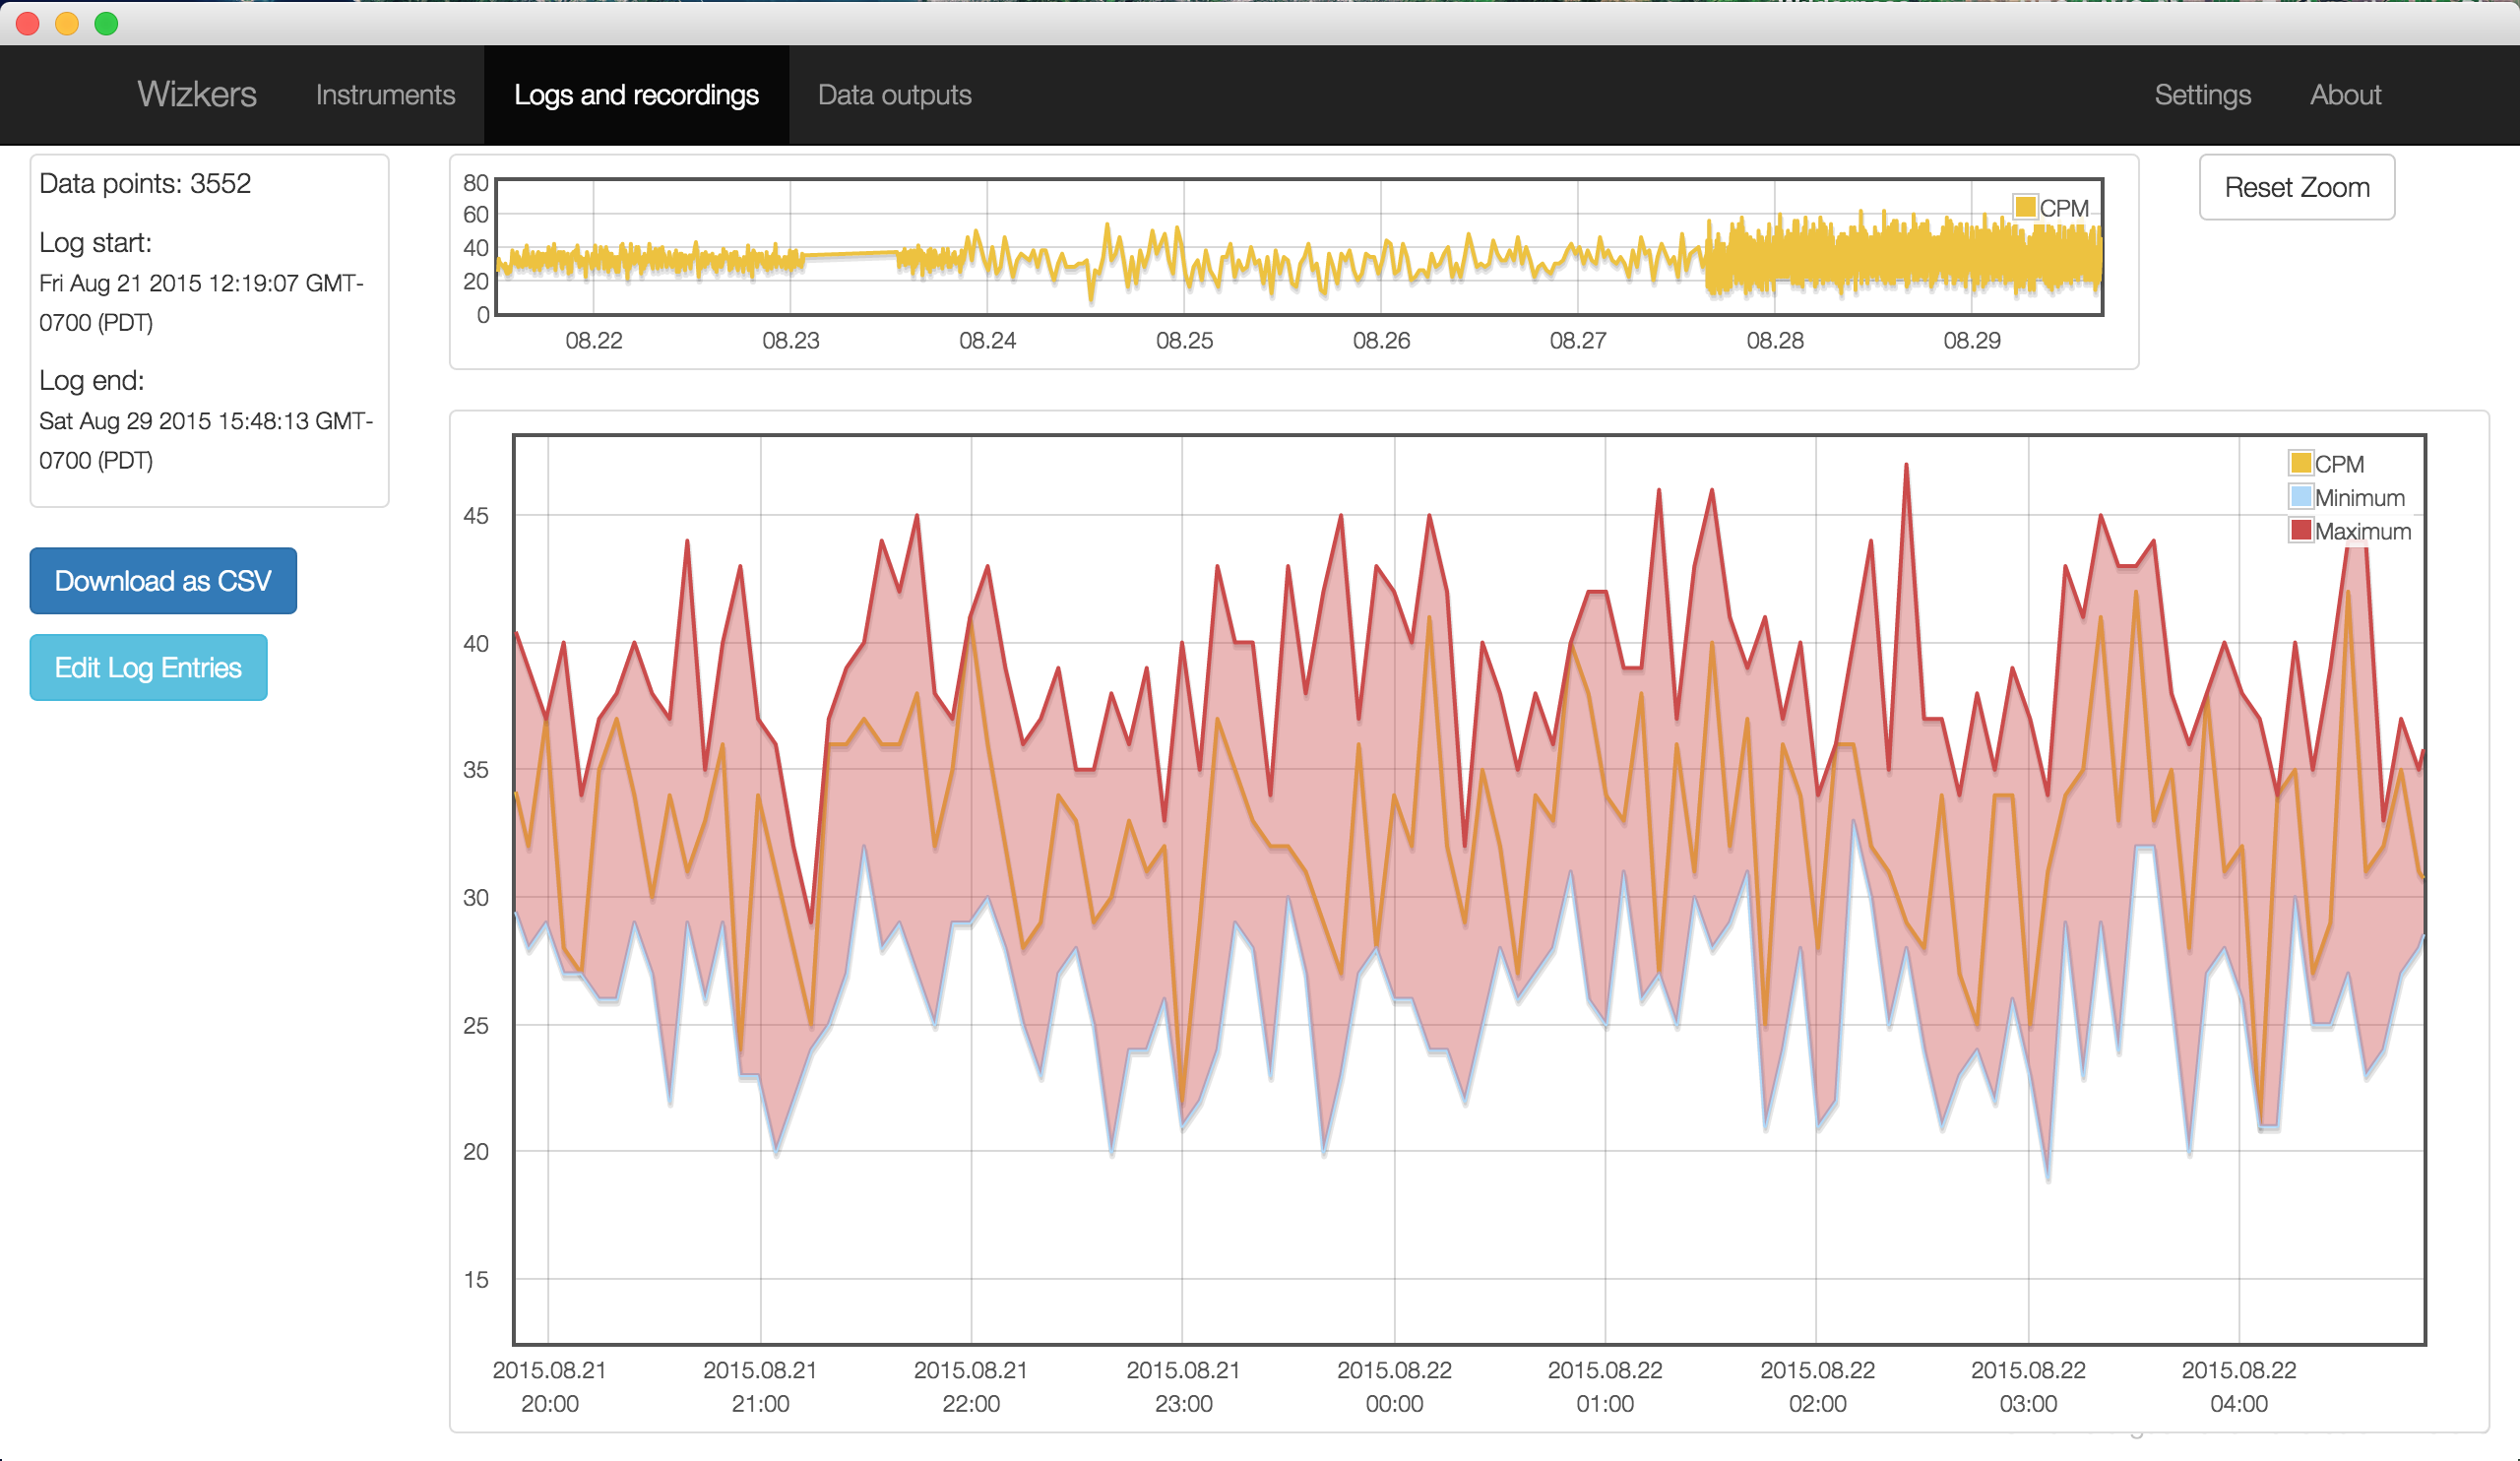 Wizkers Instruments Logs and recordings Data outputs Settings About
Data points: 3552
Log start:
Fri Aug 21 2015 12:19:07 GMT-
0700 (PDT)
Log end:
Sat Aug 29 2015 15:48:13 GMT-
0700 (PDT)
Download as CSV
Edit Log Entries
80
60
40
20
0
CPM
08.22 08.23 08.24 08.25 08.26 08.27 08.28 08.29
Reset Zoom
CPM
Minimum
Maximum
45
40
35
30
25
20
15
2015.08.21 2015.08.21 2015.08.21 2015.08.21 2015.08.22 2015.08.22 2015.08.22 2015.08.22 2015.08.22
20:00 21:00 22:00 23:00 00:00 01:00 02:00 03:00 04:00